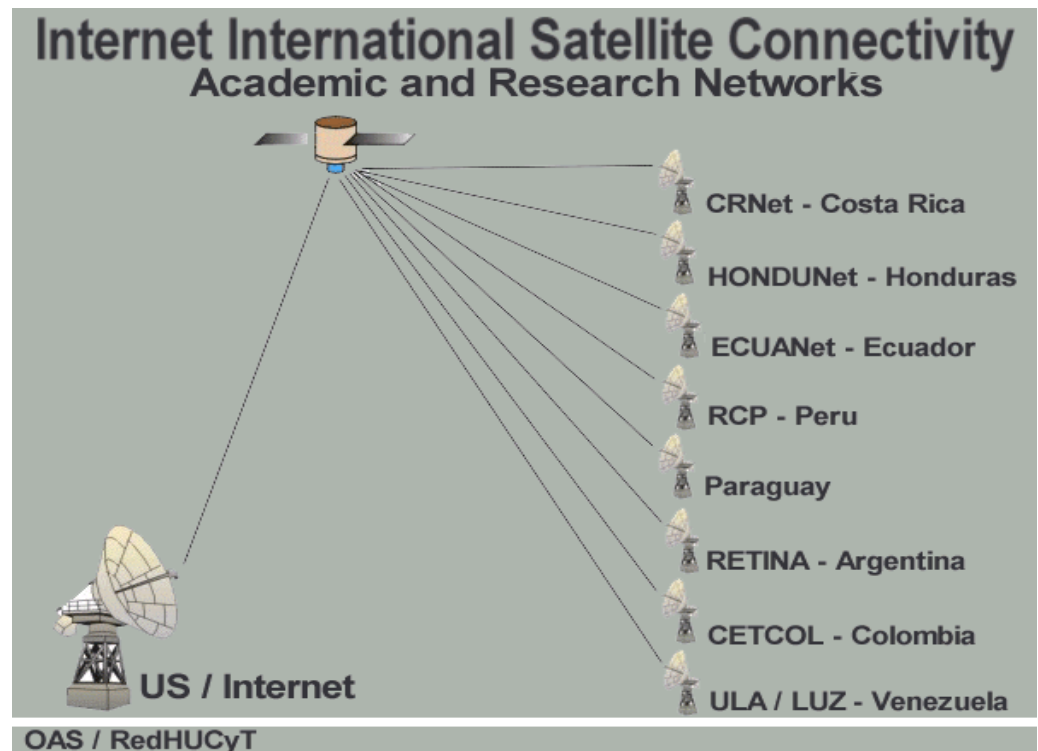 Internet International Satellite Connectivity
Academic and Research Networks
CRNet - Costa Rica
HONDUNet - Honduras
ECUANet - Ecuador
RCP - Peru
Paraguay
RETINA - Argentina
CETCOL - Colombia
US / Internet
ULA / LUZ - Venezuela
OAS / RedHUCyT